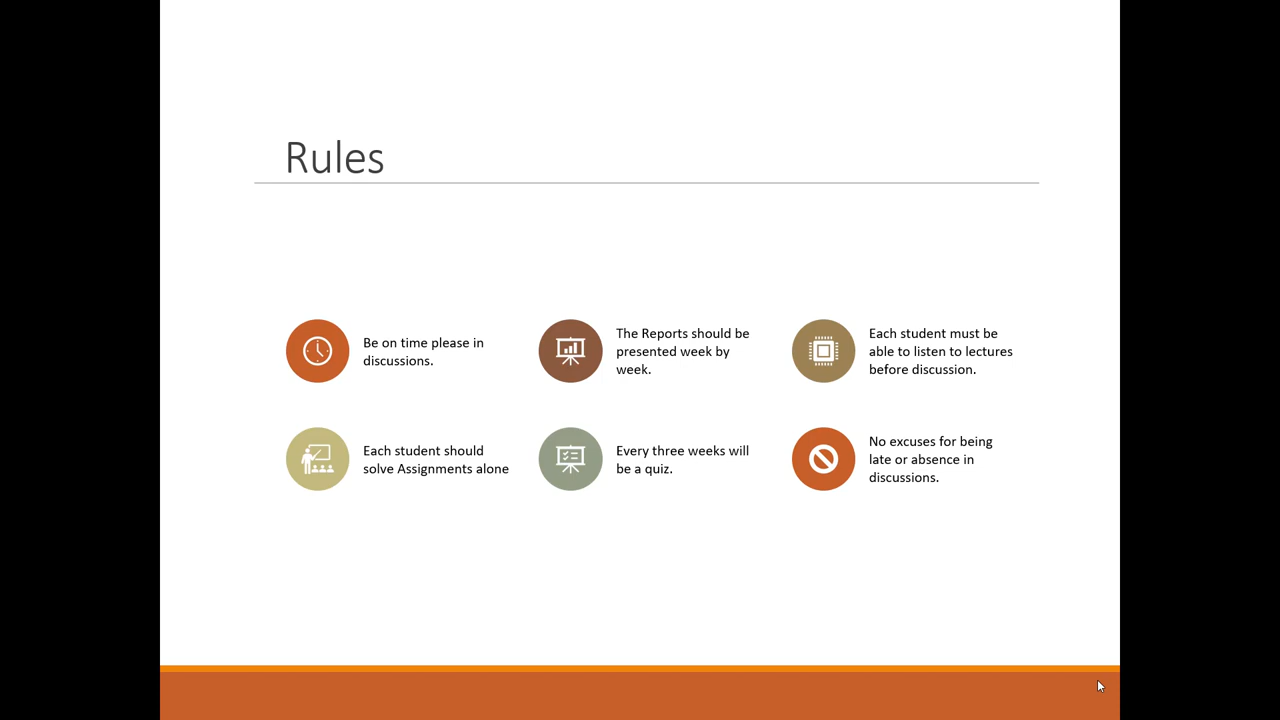 Rules
Be on time please in
discussions.
The Reports should be
presented week by
week.
Each student must be
able to listen to lectures
before discussion.
Each student should
solve Assignments alone
Every three weeks will
be a quiz.
No excuses for being
late or absence in
discussions.